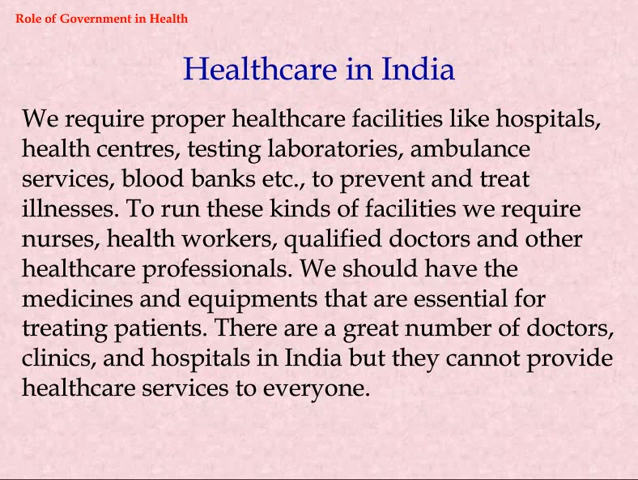 Role of Government in Health
Healthcare in India
We require proper healthcare facilities like hospitals,
health centres, testing laboratories, ambulance
services, blood banks etc., to prevent and treat
illnesses. To run these kinds of facilities we require
nurses, health workers, qualified doctors and other
healthcare professionals. We should have the
medicines and equipments that are essential for
treating patients. There are a great number of doctors,
clinics, and hospitals in India but they cannot provide
healthcare services to everyone.